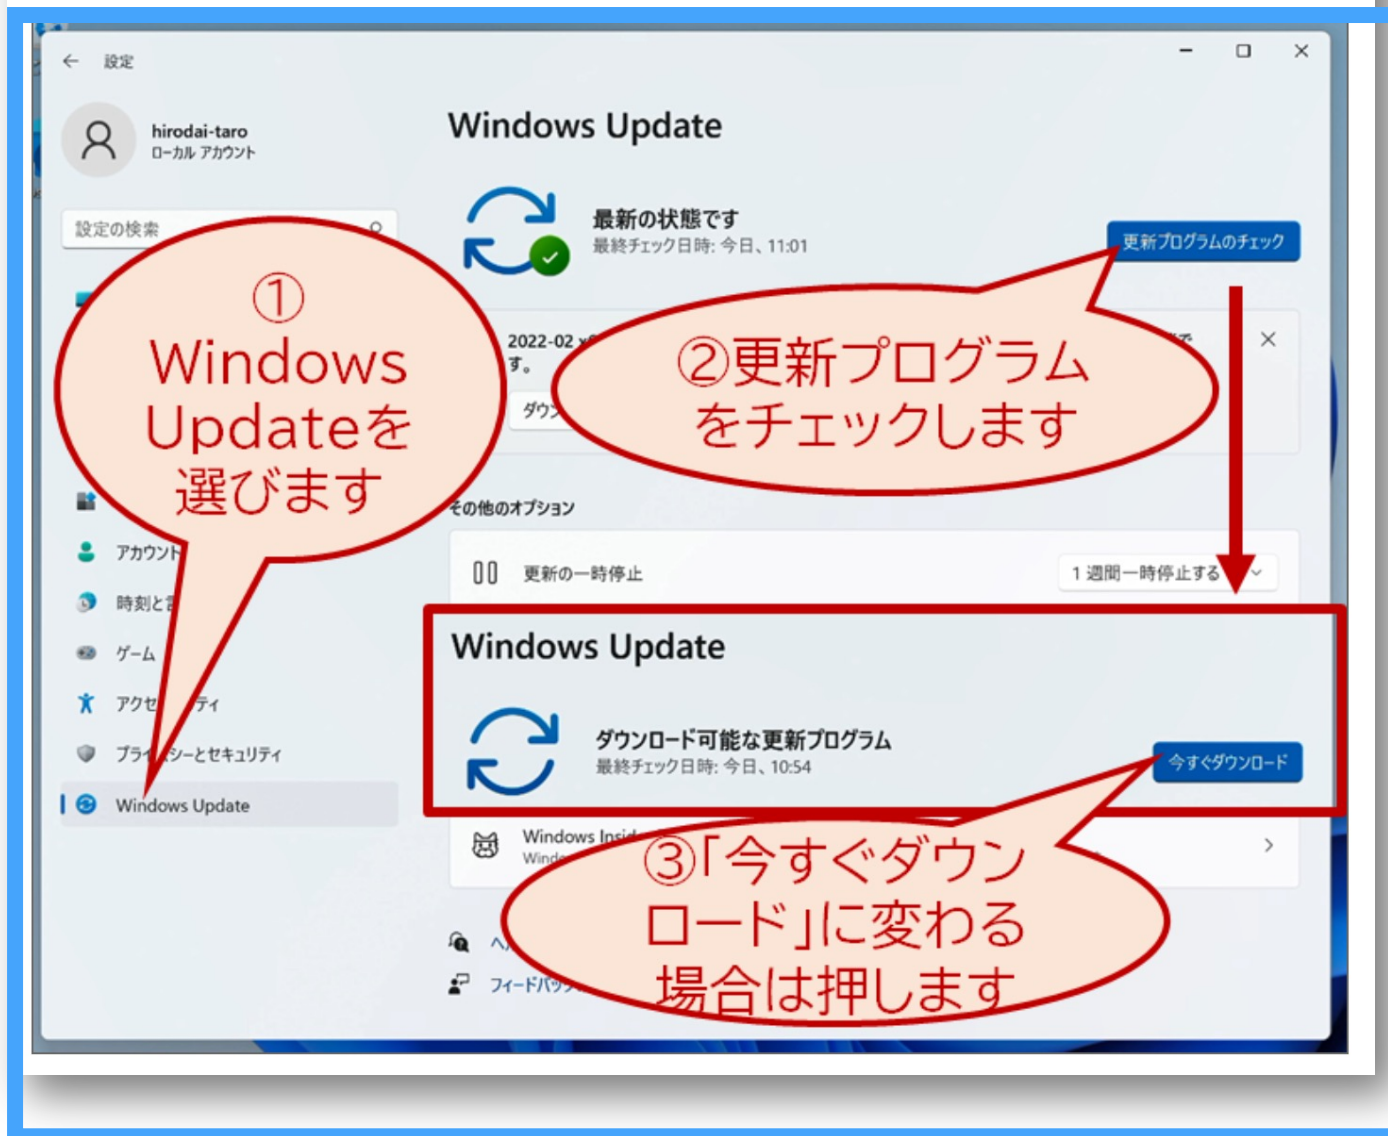 設定
hirodai-taro
ローカル アカウント
設定の検索
アカウント
時刻と
ゲーム
アクセ
ティ
プライ
シーとセキュリティ
Windows Update
①
Windows
Updateを
選びます
Windows Update
最新の状態です
最終チェック日時: 今日、11:01
更新プログラムのチェック
2022-02
す。
ダウン
②更新プログラム
をチェックします
その他のオプション
更新の一時停止
1 週間一時停止する
Windows Update
ダウンロード可能な更新プログラム
最終チェック日時: 今日、10:54
今すぐダウンロード
Windows
③「今すぐダウン
ロード」に変わる
場合は押します
フィードバック